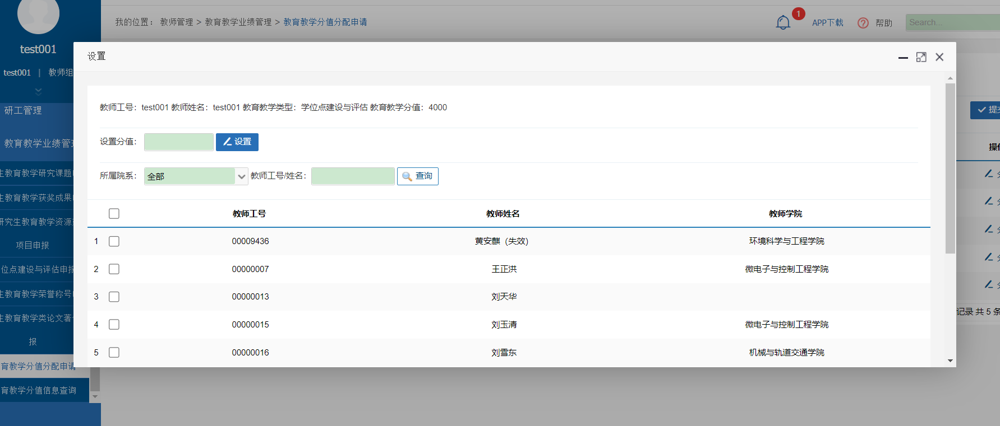 我的位置： 教师管理 > 教育教学业绩管理 > 教育教学分值分配申请
1
APP下载
帮助
Search...
test001
test001 | 教师组
研工管理
教育教学业绩管
生教育教学研究课题
生教育教学获奖成果
研究生教育教学资源
项目申报
位点建设与评估申报
生教育教学荣誉称号
生教育教学类论文著
报
育教学分值分配申请
育教学分值信息查询
设置
教师工号：test001 教师姓名：test001 教育教学类型：学位点建设与评估 教育教学分值：4000
设置分值： 设置
所属院系： 全部 教师工号/姓名： 查询
教师工号 教师姓名 教师学院
1 00009436 黄安麒（失效） 环境科学与工程学院
2 00000007 王正洪 微电子与控制工程学院
3 00000013 刘天华
4 00000015 刘玉清 微电子与控制工程学院
5 00000016 刘雪东 机械与轨道交通学院
提
操
记录 共 5 条